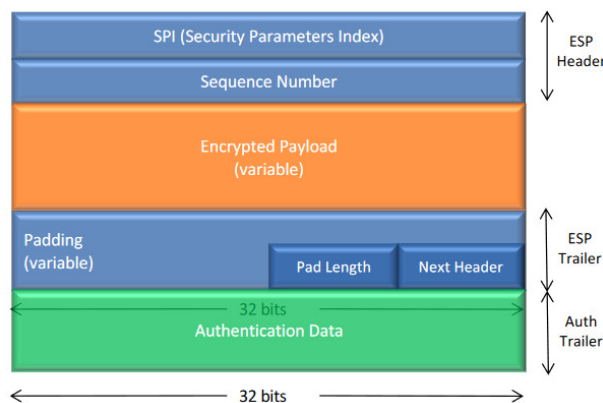 SPI (Security Parameters Index)
ESP
Header
Sequence Number
Encrypted Payload
(variable)
Padding
(variable)
Pad Length
Next Header
ESP
Trailer
32 bits
Authentication Data
Auth
Trailer
32 bits